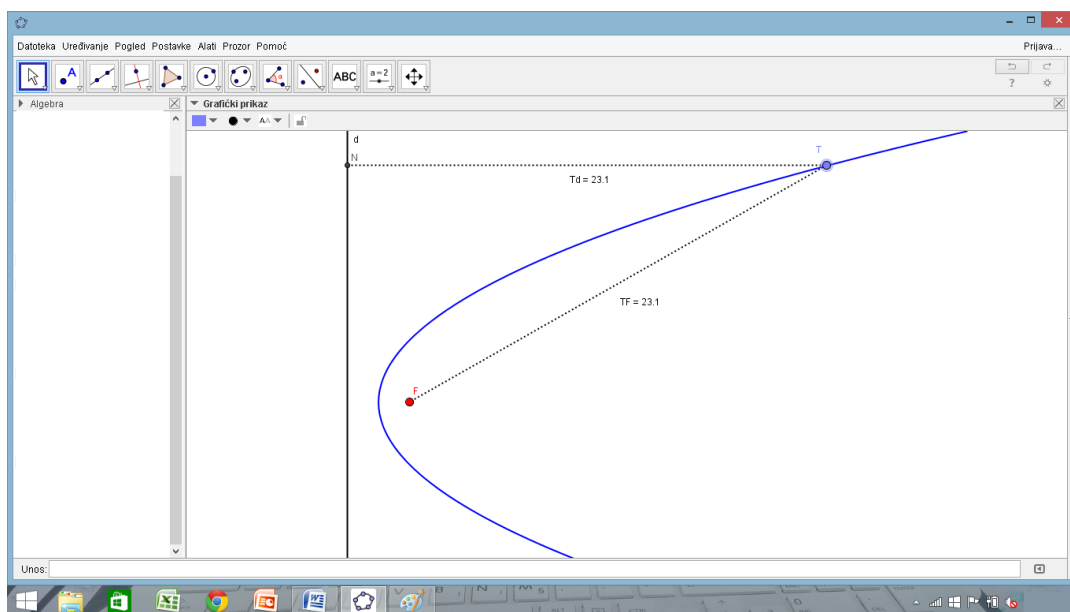 Datoteka Uređivanje Pogled Postavke Alati Prozor Pomoć
Prijava...
A
α
ABC
a=2
?
Algebra
Grafički prikaz
AA
d
N
T
Td = 23.1
TF = 23.1
F
Unos: